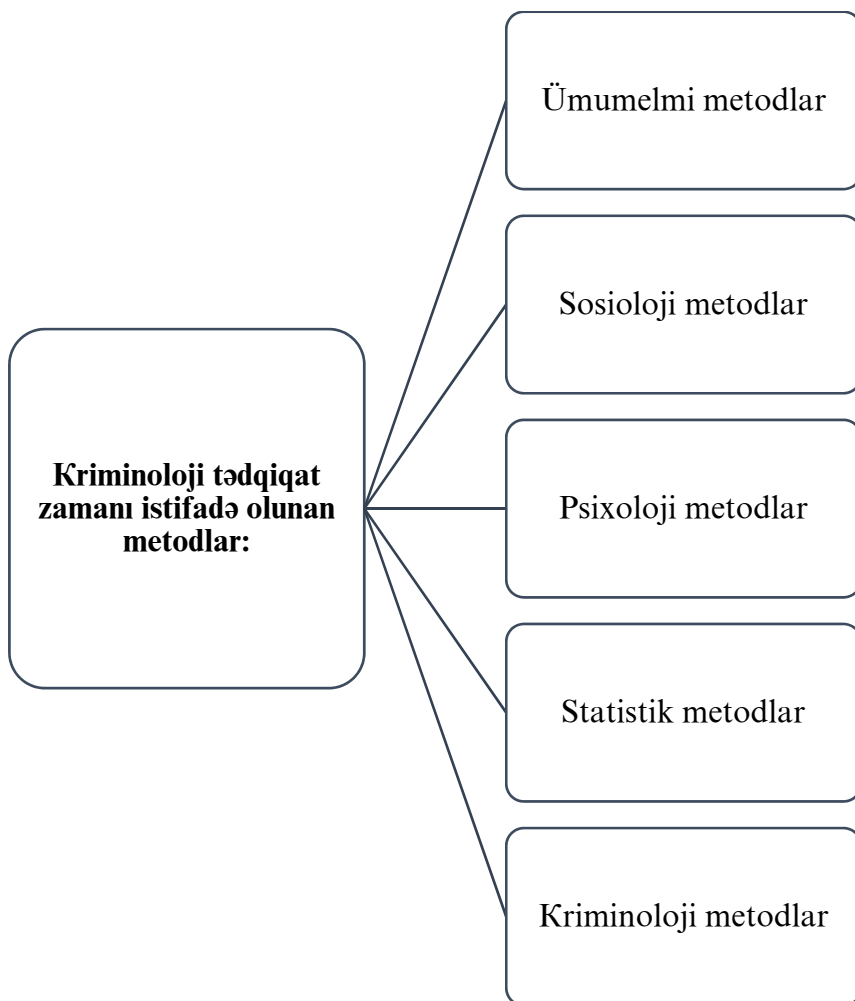 Ümumelmi metodlar
Sosioloji metodlar
Kriminoloji tədqiqat
zamanı istifadə olunan
metodlar:
Psixoloji metodlar
Statistik metodlar
Kriminoloji metodlar